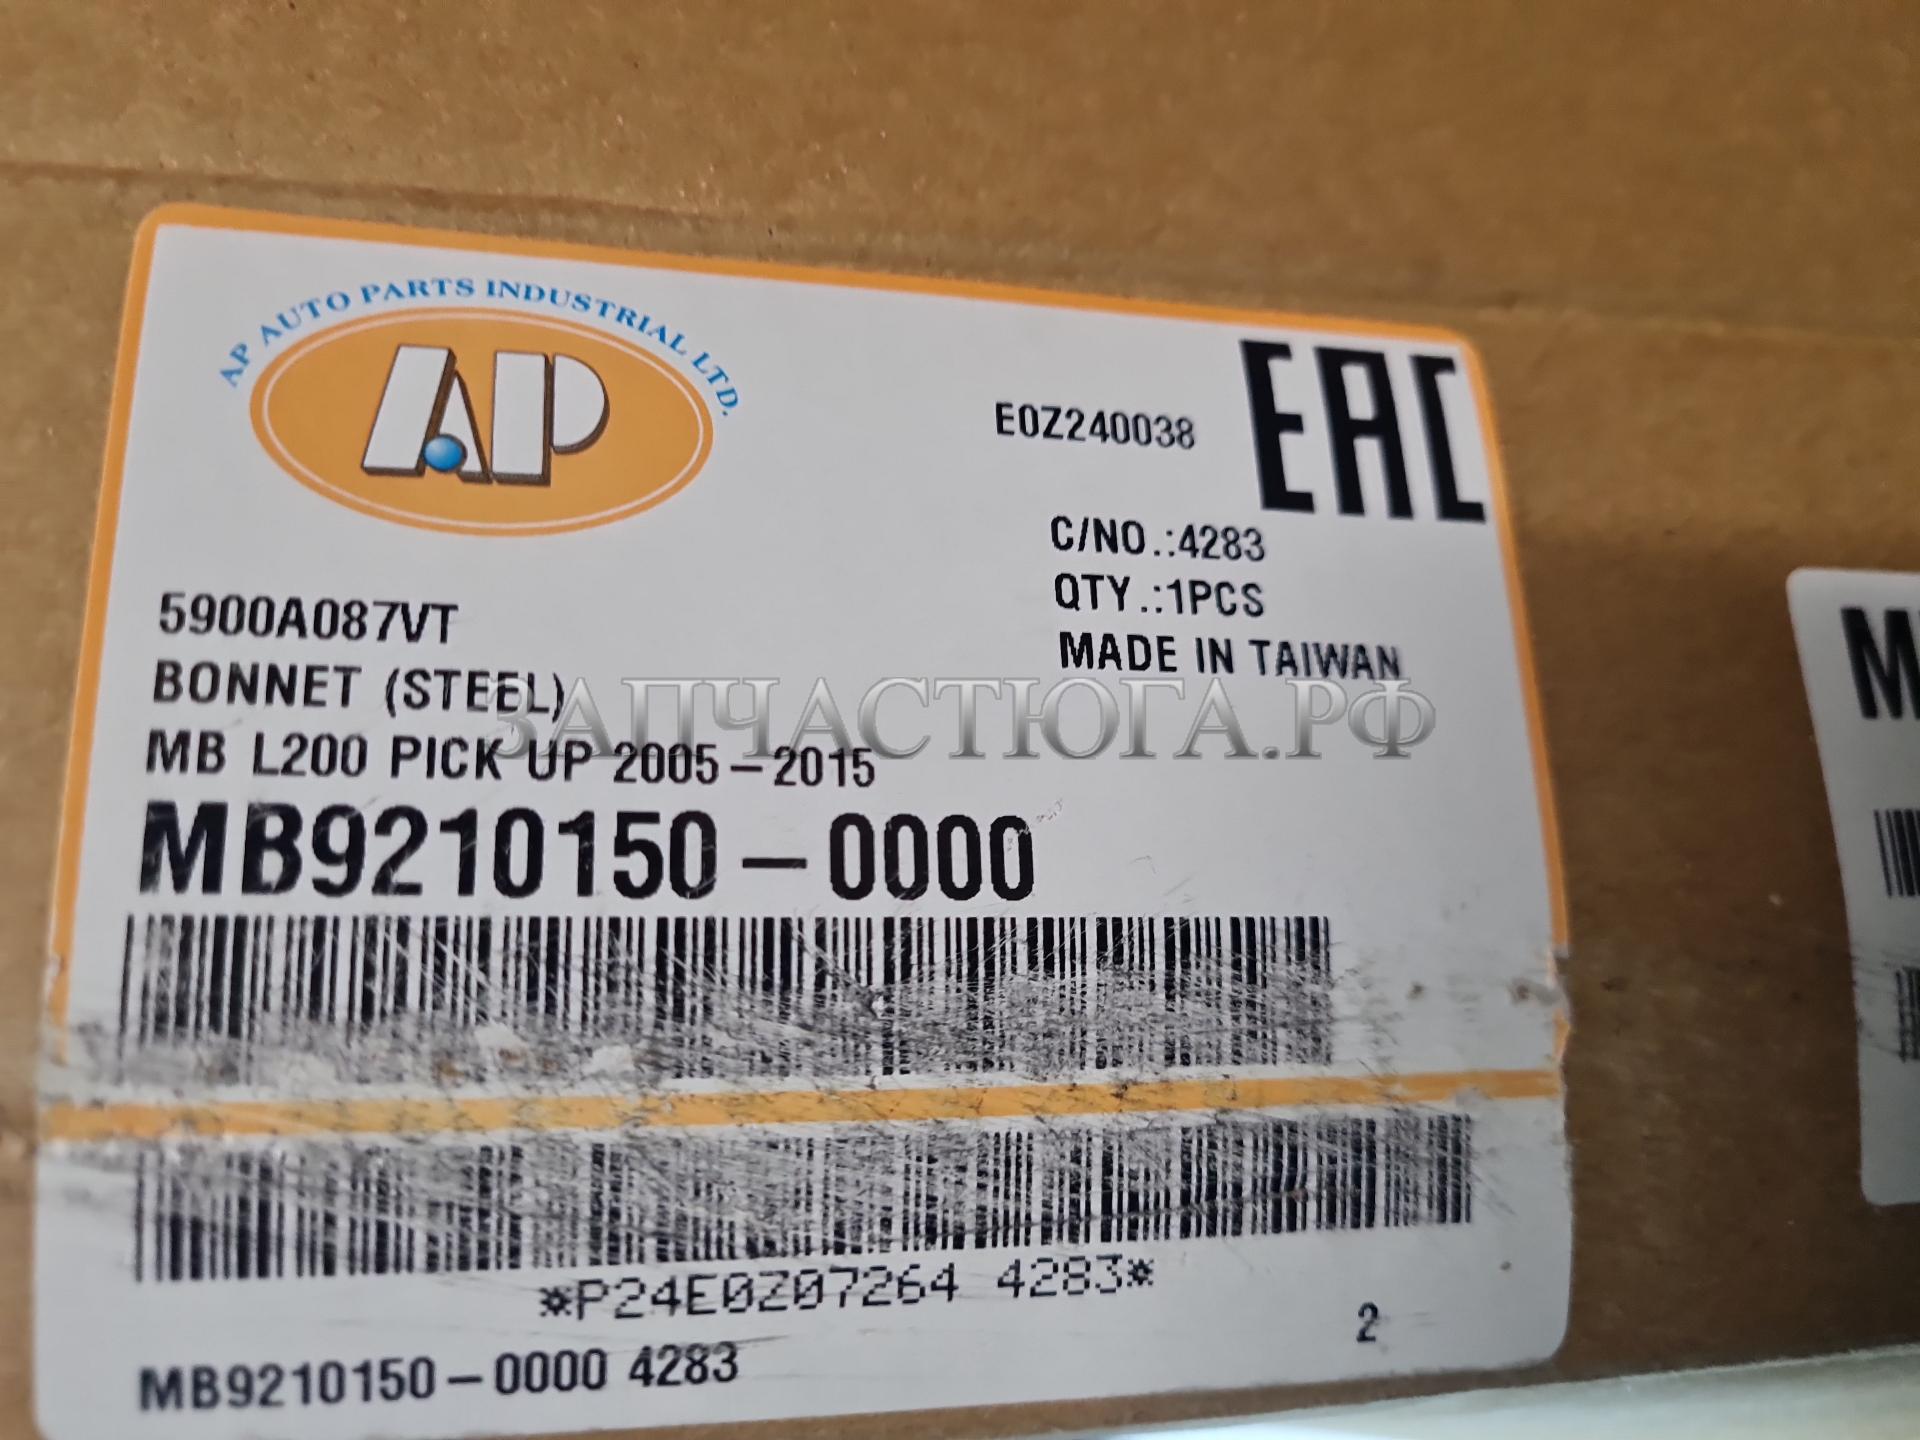 AP AUTO PARTS INDUSTRIAL LTD.
AP
E0Z240038
EAC
C/NO.:4283
QTY.:1PCS
MADE IN TAIWAN
5900A087VT
BONNET (STEEL)
ЗАПЧАСТЮГА.РФ
MB L200 PICK UP 2005-2015
MB9210150-0000
*P24E0Z07264 4283*
2
MB9210150-0000 4283
M